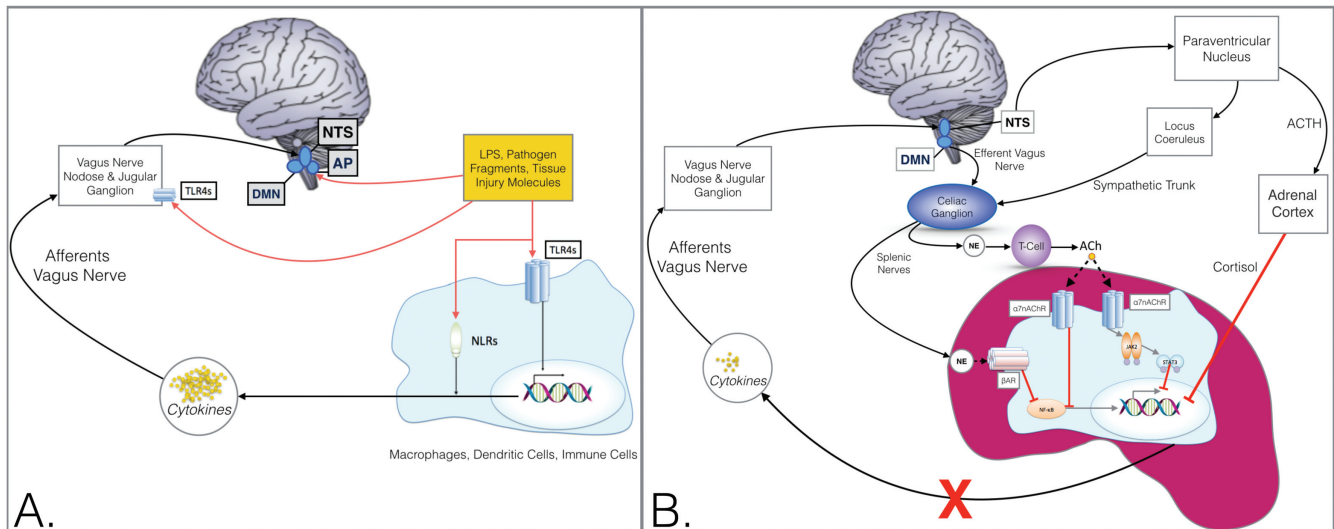 NTS
AP
DMN
Vagus Nerve
Nodose & Jugular
Ganglion
TLR4s
LPS, Pathogen
Fragments, Tissue
Injury Molecules
TLR4s
Afferents
Vagus Nerve
NLRs
Cytokines
Macrophages, Dendritic Cells, Immune Cells
A.
Paraventricular
Nucleus
NTS
DMN
Efferent Vagus
Nerve
Locus
Coeruleus
ACTH
Vagus Nerve
Nodose & Jugular
Ganglion
Sympathetic Trunk
Celiac
Ganglion
Adrenal
Cortex
Afferents
Vagus Nerve
Splenic
Nerves
NE
T-Cell
ACh
Cortisol
α7nAChR
α7nAChR
JAK2
STAT3
NE
βAR
NF-κB
Cytokines
X
B.